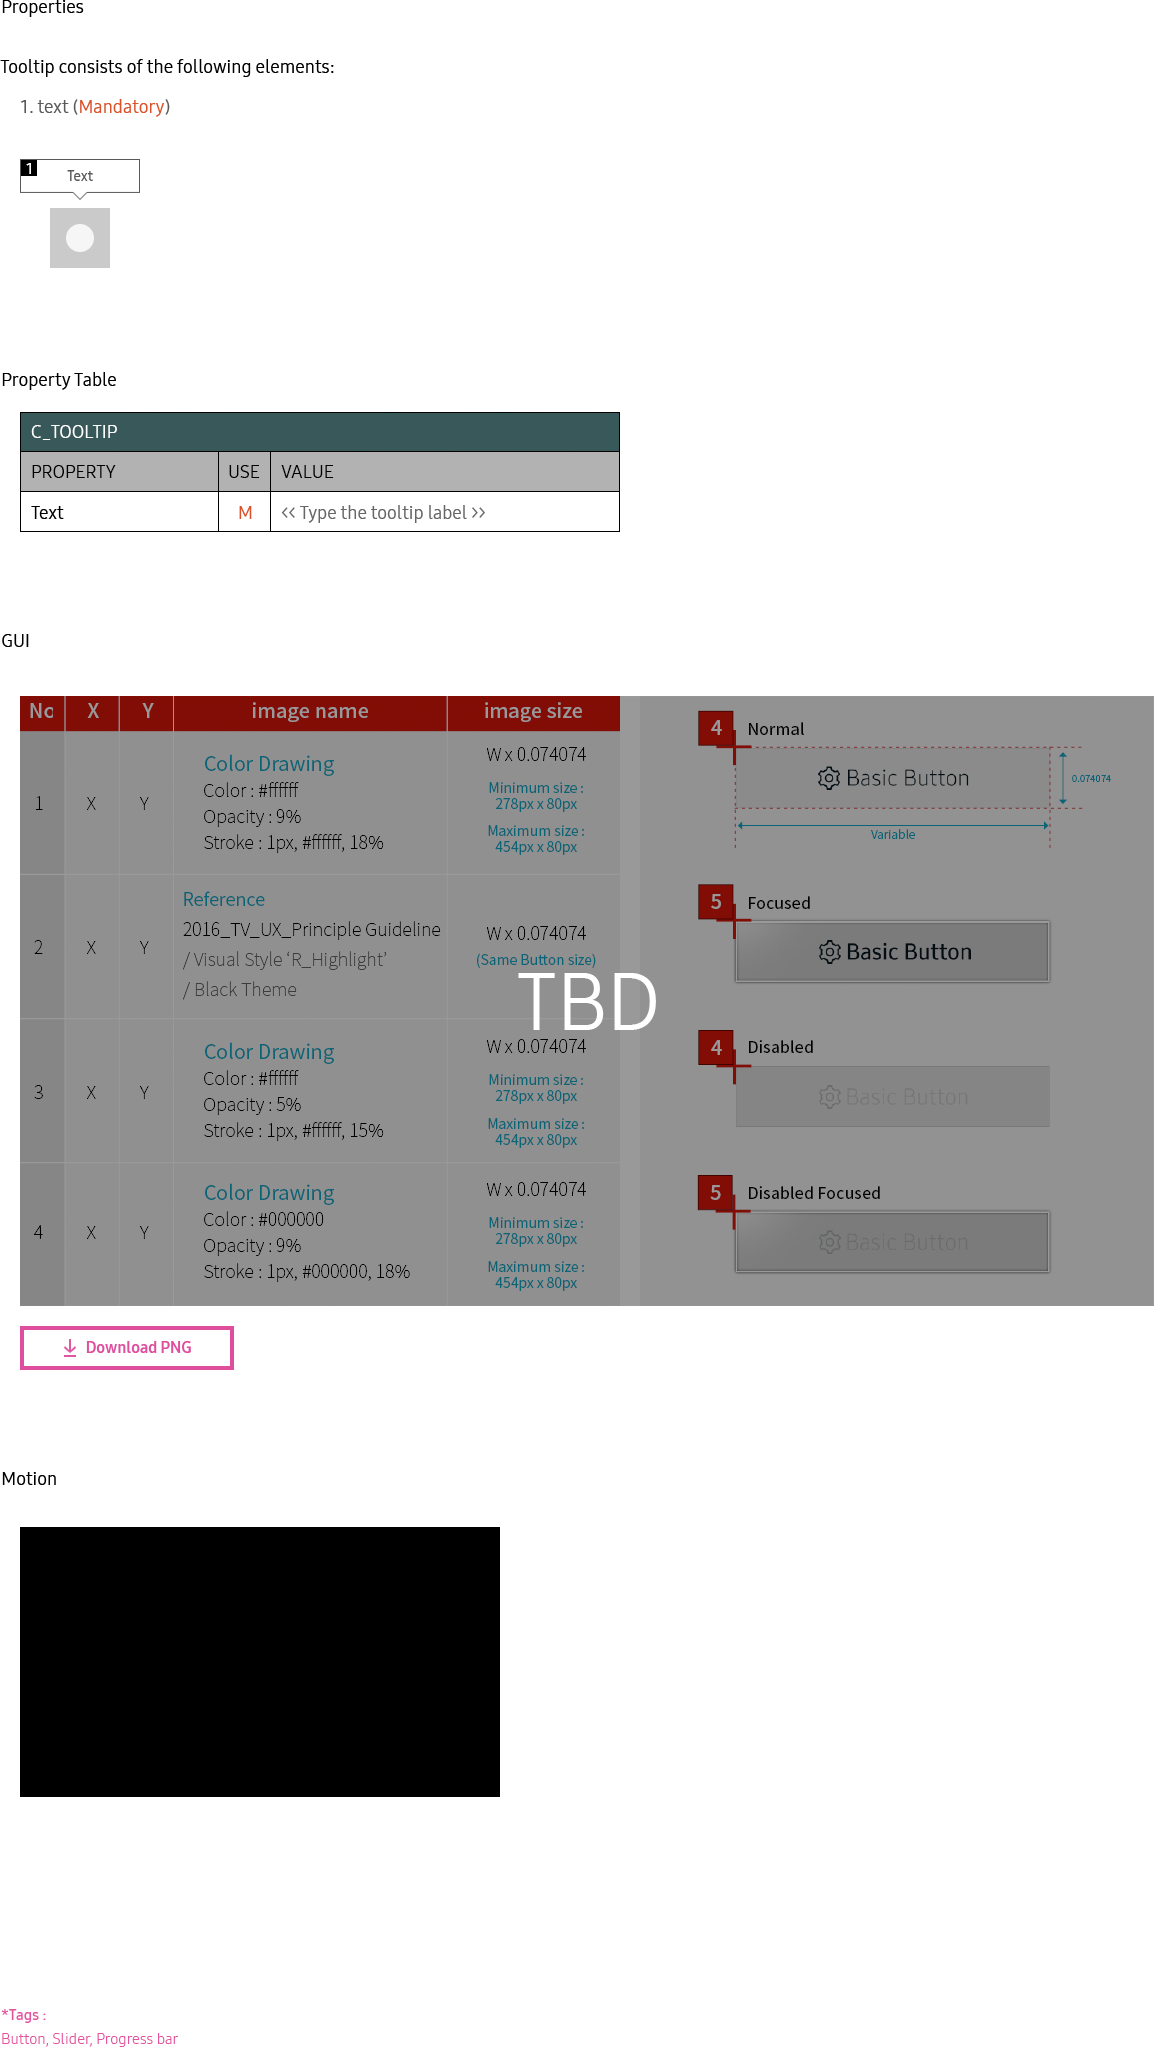 Properties
Tooltip consists of the following elements:
1. text (Mandatory)
1
Text
Property Table
C_TOOLTIP
PROPERTY USE VALUE
Text M << Type the tooltip label >>
GUI
No X Y image name image size
1 X Y
Color Drawing
Color : #ffffff
Opacity : 9%
Stroke : 1px, #ffffff, 18%
W x 0.074074
Minimum size :
278px x 80px
Maximum size :
454px x 80px
2 X Y
Reference
2016_TV_UX_Principle Guideline
/ Visual Style ‘R_Highlight’
/ Black Theme
W x 0.074074
(Same Button size)
3 X Y
Color Drawing
Color : #ffffff
Opacity : 5%
Stroke : 1px, #ffffff, 15%
W x 0.074074
Minimum size :
278px x 80px
Maximum size :
454px x 80px
4 X Y
Color Drawing
Color : #000000
Opacity : 9%
Stroke : 1px, #000000, 18%
W x 0.074074
Minimum size :
278px x 80px
Maximum size :
454px x 80px
TBD
4 Normal
Basic Button
0.074074
Variable
5 Focused
Basic Button
4 Disabled
Basic Button
5 Disabled Focused
Basic Button
Download PNG
Motion
*Tags :
Button, Slider, Progress bar